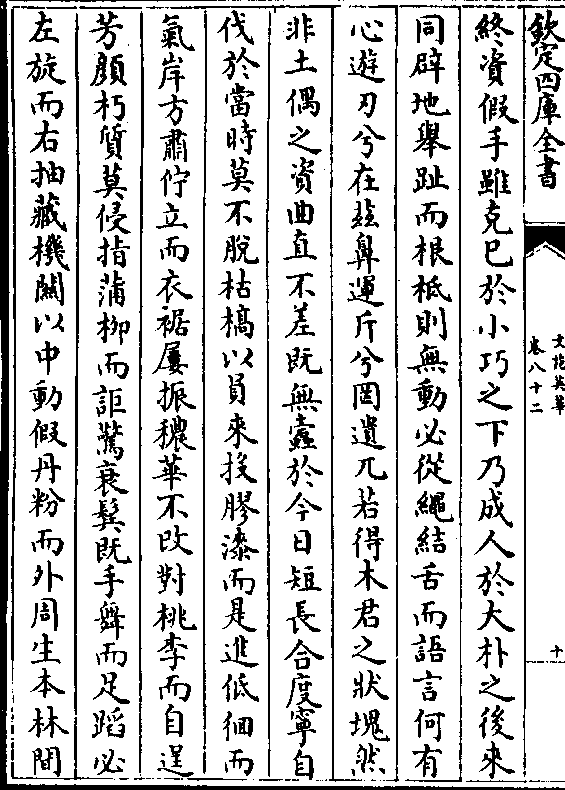 欽定四庫全書
文苑英華
卷八十二
十
終資假手雖克已於小巧之下乃成人於大朴之後來
同辟地舉趾而根柢則無動必從繩結舌而語言何有
心遊刃兮在茲鼻運斤兮罔遺兀若得木君之狀塊然
非土偶之資曲直不差既無蠧於今日短長合度寧自
伐於當時莫不脫枯槁以員來投膠漆而是進低徊而
氣岸方肅佇立而衣裾屢振穠華不改對桃李而自逞
芳顔朽質莫侵指蒲柳而詎驚衰鬂既手舞而足蹈必
左旋而右抽藏機關以中動假丹粉而外周生本林間